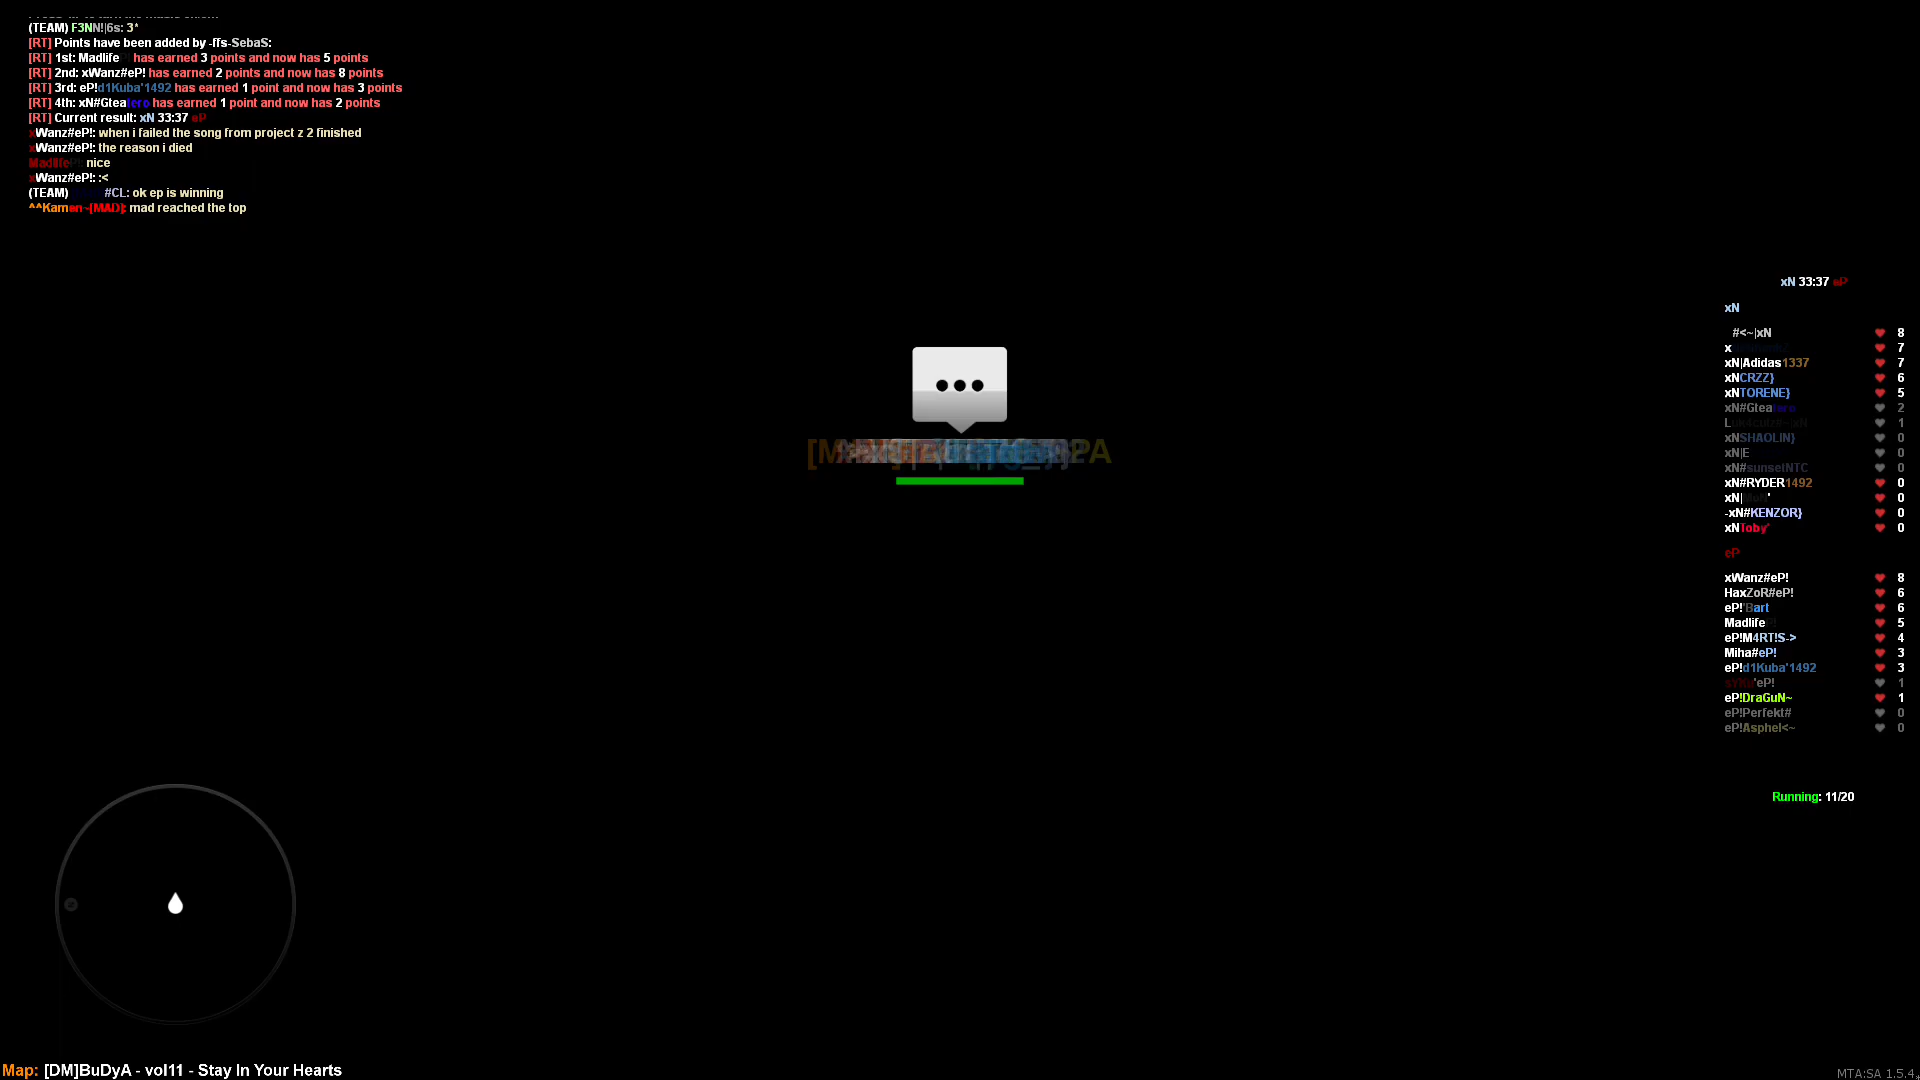 (TEAM) F3NN!|6s: 3*
[RT] Points have been added by -ffs-SebaS:
[RT] 1st: Madlife has earned 3 points and now has 5 points
[RT] 2nd: xWanz#eP! has earned 2 points and now has 8 points
[RT] 3rd: eP!d1Kuba'1492 has earned 1 point and now has 3 points
[RT] 4th: xN#Gteatero has earned 1 point and now has 2 points
[RT] Current result: xN 33:37 eP
xWanz#eP!: when i failed the song from project z 2 finished
xWanz#eP!: the reason i died
MadlifeeP!: nice
xWanz#eP!: :<
(TEAM) #CL: ok ep is winning
^^Kamen~[MAD]: mad reached the top
xN 33:37 eP
xN
#<~|xN 8
x 7
xN|Adidas1337 7
xNCRZZ} 6
xNTORENE} 5
xN#Gteatero 2
L 1
xNSHAOLIN} 0
xN|E 0
xN#sunsetNTC 0
xN#RYDER1492 0
xN| ' 0
-xN#KENZOR} 0
xNToby* 0
eP
xWanz#eP! 8
HaxZoR#eP! 6
eP!'Bart 6
Madlife 5
eP!M4RT!S-> 4
Miha#eP! 3
eP!d1Kuba'1492 3
'eP! 1
eP!DraGuN~ 1
eP!Perfekt# 0
eP!Asphel<~ 0
Running: 11/20
Map: [DM]BuDyA - vol11 - Stay In Your Hearts
MTA:SA 1.5.4